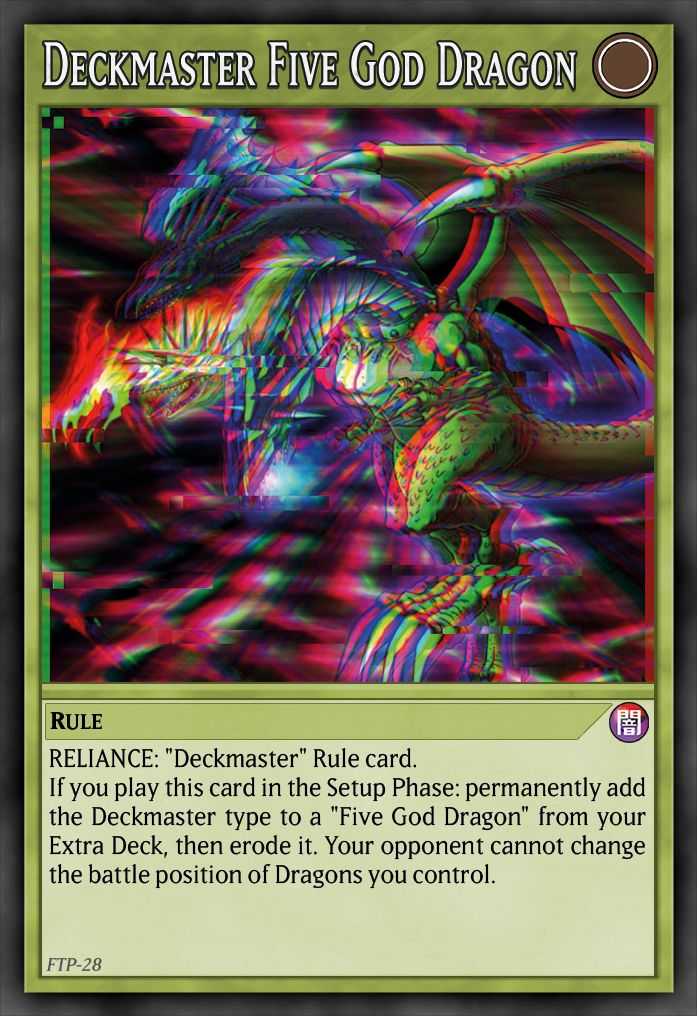 Deckmaster Five God Dragon
Rule
闇
RELIANCE: "Deckmaster" Rule card.
If you play this card in the Setup Phase: permanently add
the Deckmaster type to a "Five God Dragon" from your
Extra Deck, then erode it. Your opponent cannot change
the battle position of Dragons you control.
FTP-28